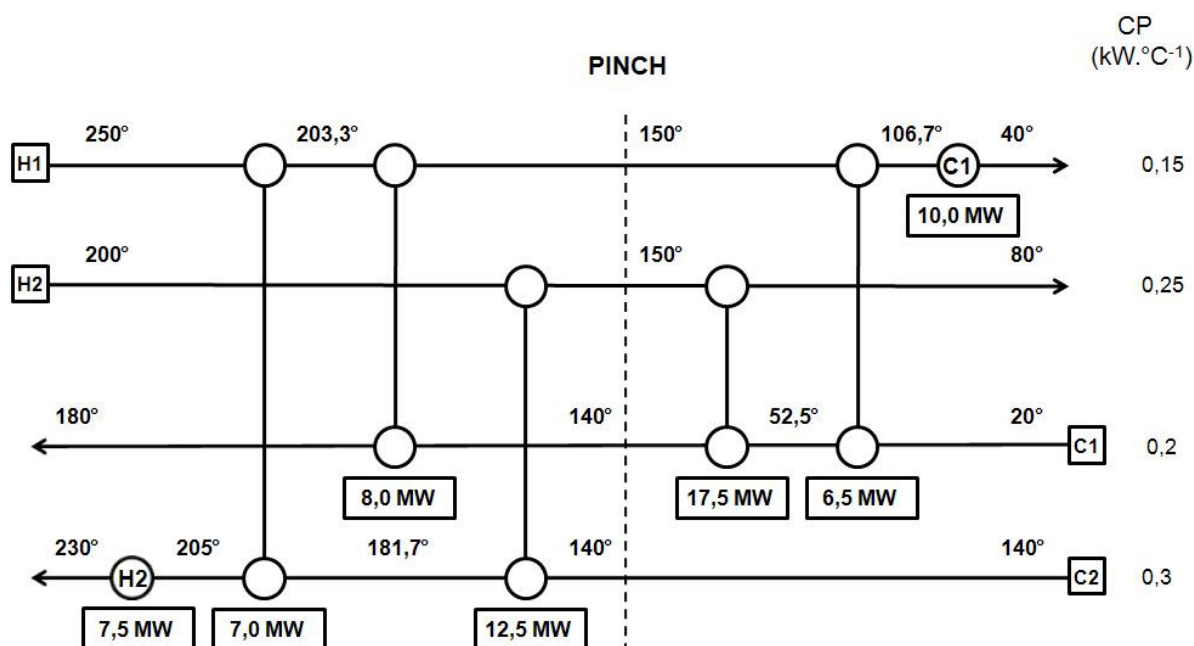 CP
(kW.°C-1)
PINCH
250° 203,3° 150° 106,7° 40°
H1 C1 0,15
10,0 MW
200° 150° 80°
H2 0,25
180° 140° 52,5° 20°
C1 0,2
8,0 MW 17,5 MW 6,5 MW
230° 205° 181,7° 140° 140°
H2 C2 0,3
7,5 MW 7,0 MW 12,5 MW